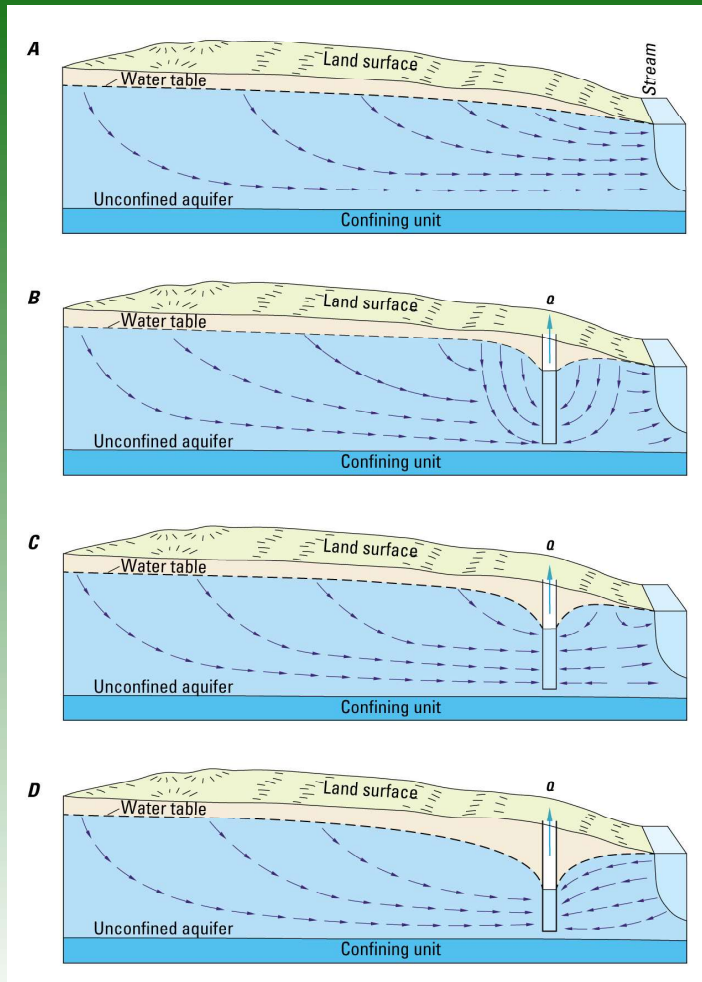 A
Land surface
Stream
Water table
Unconfined aquifer
Confining unit
B
Q
Land surface
Water table
Unconfined aquifer
Confining unit
C
Q
Land surface
Water table
Unconfined aquifer
Confining unit
D
Q
Land surface
Water table
Unconfined aquifer
Confining unit